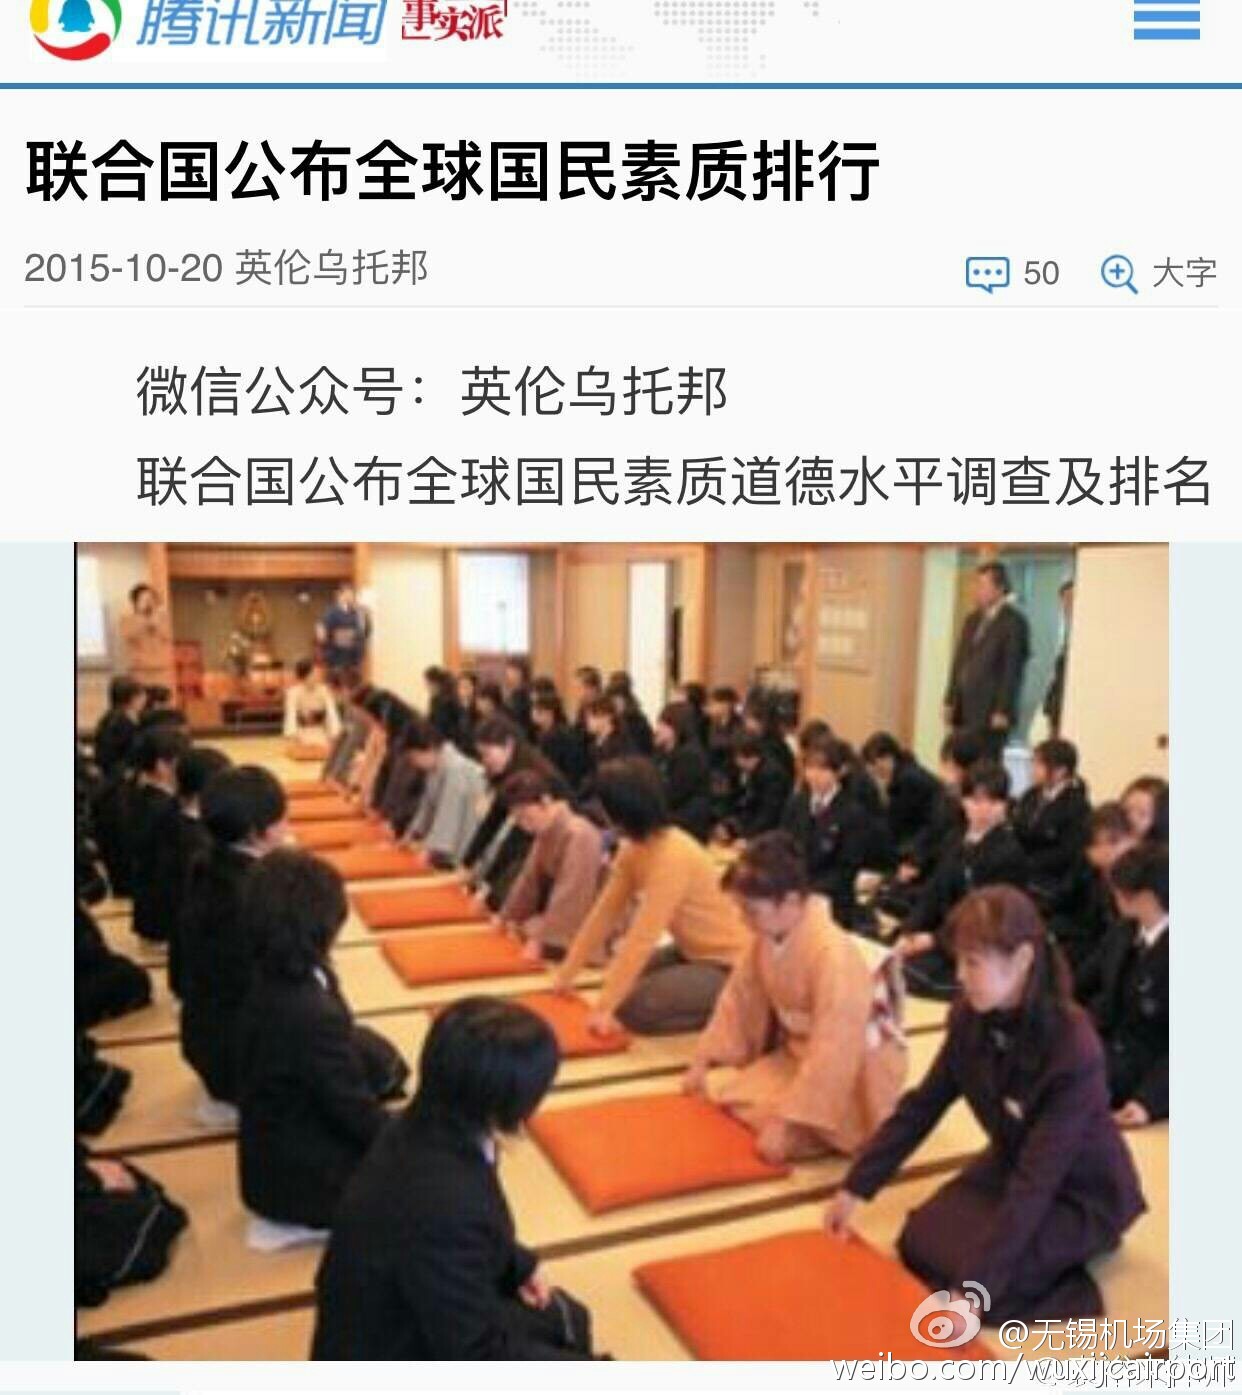 腾讯新闻 事实派
联合国公布全球国民素质排行
2015-10-20 英伦乌托邦 50 大字
微信公众号：英伦乌托邦
联合国公布全球国民素质道德水平调查及排名
@无锡机场集团
weibo.com/wuxijcairport